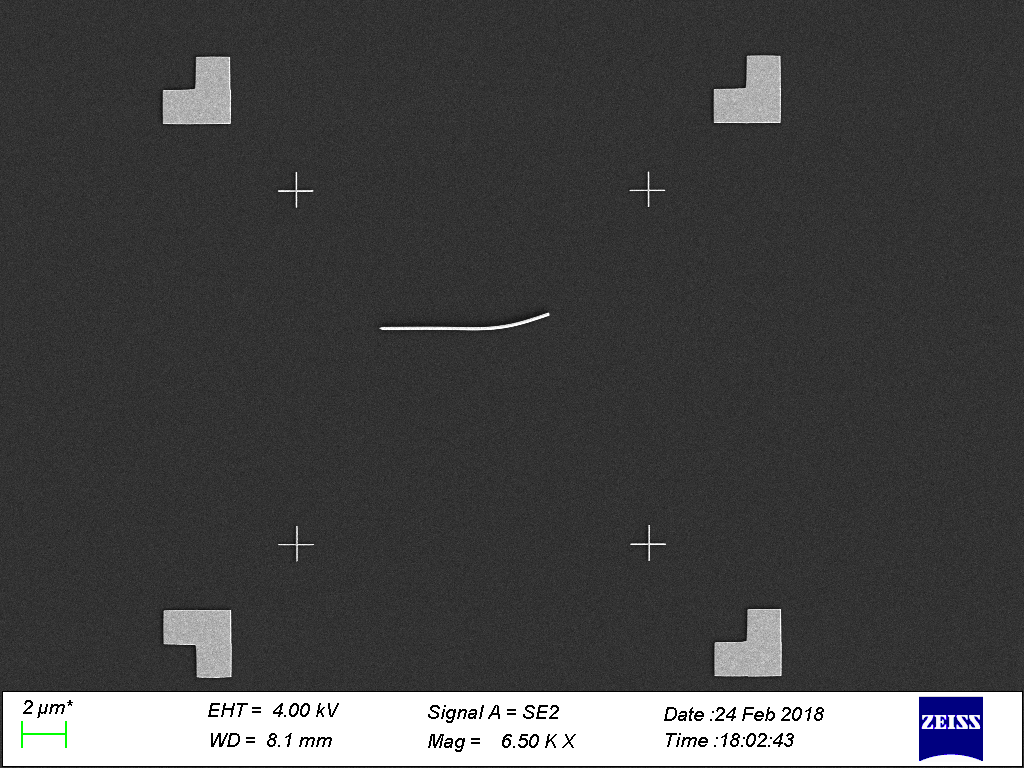 2 µm*
EHT = 4.00 kV
WD = 8.1 mm
Signal A = SE2
Mag = 6.50 K X
Date :24 Feb 2018
Time :18:02:43
ZEISS